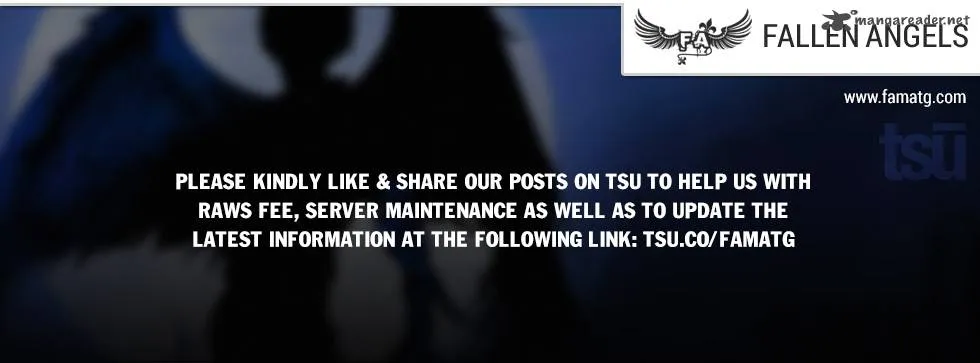 mangareader.net
FA
FALLEN ANGELS
www.famatg.com
tsū
PLEASE KINDLY LIKE & SHARE OUR POSTS ON TSU TO HELP US WITH
RAWS FEE, SERVER MAINTENANCE AS WELL AS TO UPDATE THE
LATEST INFORMATION AT THE FOLLOWING LINK: TSU.CO/FAMATG